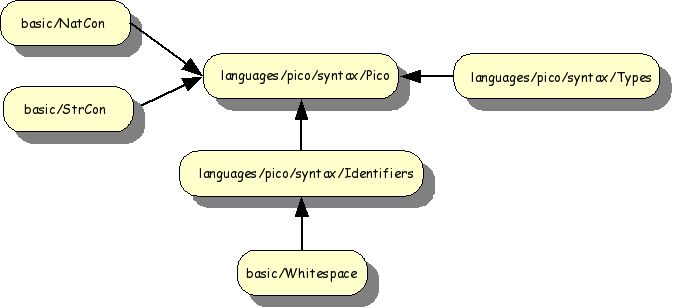 basic/NatCon
languages/pico/syntax/Pico
languages/pico/syntax/Types
basic/StrCon
languages/pico/syntax/Identifiers
basic/Whitespace